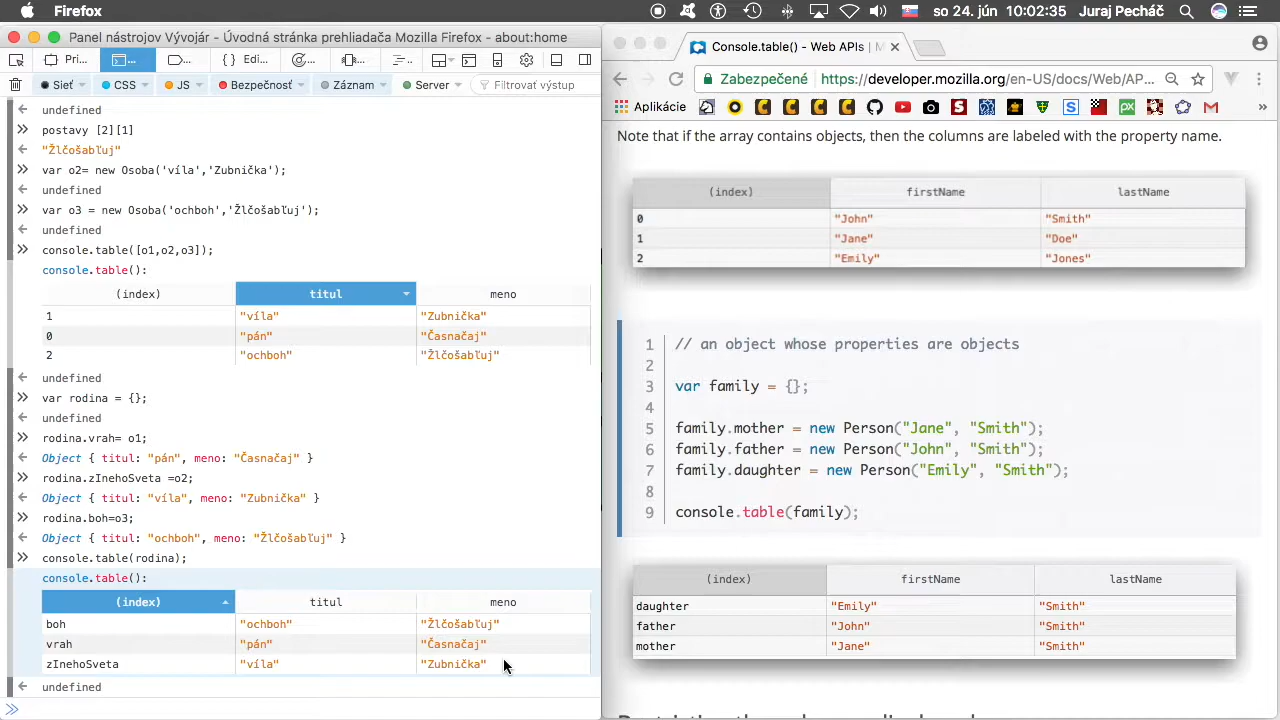 Firefox
so 24. jún 10:02:35 Juraj Pecháč
Panel nástrojov Vývojár - Úvodná stránka prehliadača Mozilla Firefox - about:home
Pri...
Edi...
Sieť CSS JS Bezpečnosť Záznam Server Filtrovať výstup
undefined
postavy [2][1]
"Žlčošabľuj"
var o2= new Osoba('víla','Zubnička');
undefined
var o3 = new Osoba('ochboh','Žlčošabľuj');
undefined
console.table([o1,o2,o3]);
console.table():
(index) titul meno
1 "víla" "Zubnička"
0 "pán" "Časnačaj"
2 "ochboh" "Žlčošabľuj"
undefined
var rodina = {};
undefined
rodina.vrah= o1;
Object { titul: "pán", meno: "Časnačaj" }
rodina.zInehoSveta =o2;
Object { titul: "víla", meno: "Zubnička" }
rodina.boh=o3;
Object { titul: "ochboh", meno: "Žlčošabľuj" }
console.table(rodina);
console.table():
(index) titul meno
boh "ochboh" "Žlčošabľuj"
vrah "pán" "Časnačaj"
zInehoSveta "víla" "Zubnička"
undefined
Console.table() - Web APIs | M
Zabezpečené https://developer.mozilla.org/en-US/docs/Web/AP...
Aplikácie
Note that if the array contains objects, then the columns are labeled with the property name.
(index) firstName lastName
0 "John" "Smith"
1 "Jane" "Doe"
2 "Emily" "Jones"
1 // an object whose properties are objects
2
3 var family = {};
4
5 family.mother = new Person("Jane", "Smith");
6 family.father = new Person("John", "Smith");
7 family.daughter = new Person("Emily", "Smith");
8
9 console.table(family);
(index) firstName lastName
daughter "Emily" "Smith"
father "John" "Smith"
mother "Jane" "Smith"